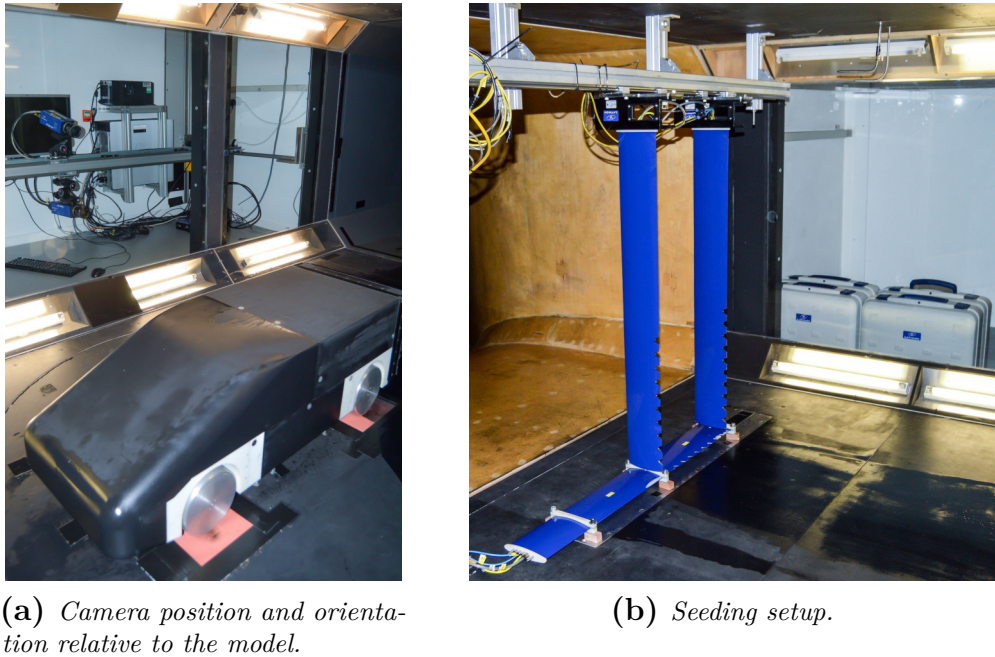 (a) Camera position and orienta-
tion relative to the model.
(b) Seeding setup.